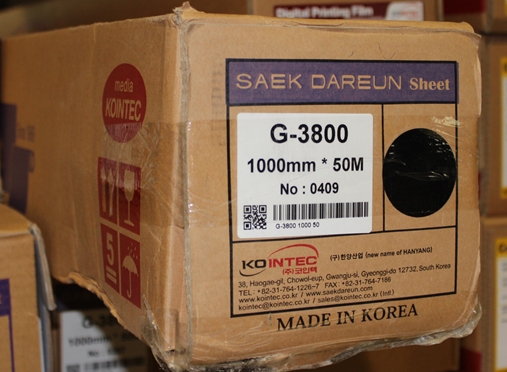 Digital Printing Film
media
KOINTEC
5
SAEK DAREUN Sheet
G-3800
1000mm * 50M
No : 0409
G-3800 1000 50
KOINTEC
(주)코인텍
(구)한양산업 (new name of HANYANG)
38, Haogae-gil, Chowol-eup, Gwangju-si, Gyeonggi-do 12732, South Korea
TEL : +82-31-764-1226~7 FAX : +82-31-764-7186
www.kointec.co.kr / www.saekdareun.com
kointec@kointec.co.kr / sales@kointec.co.kr (Intl)
MADE IN KOREA
G-38
1000